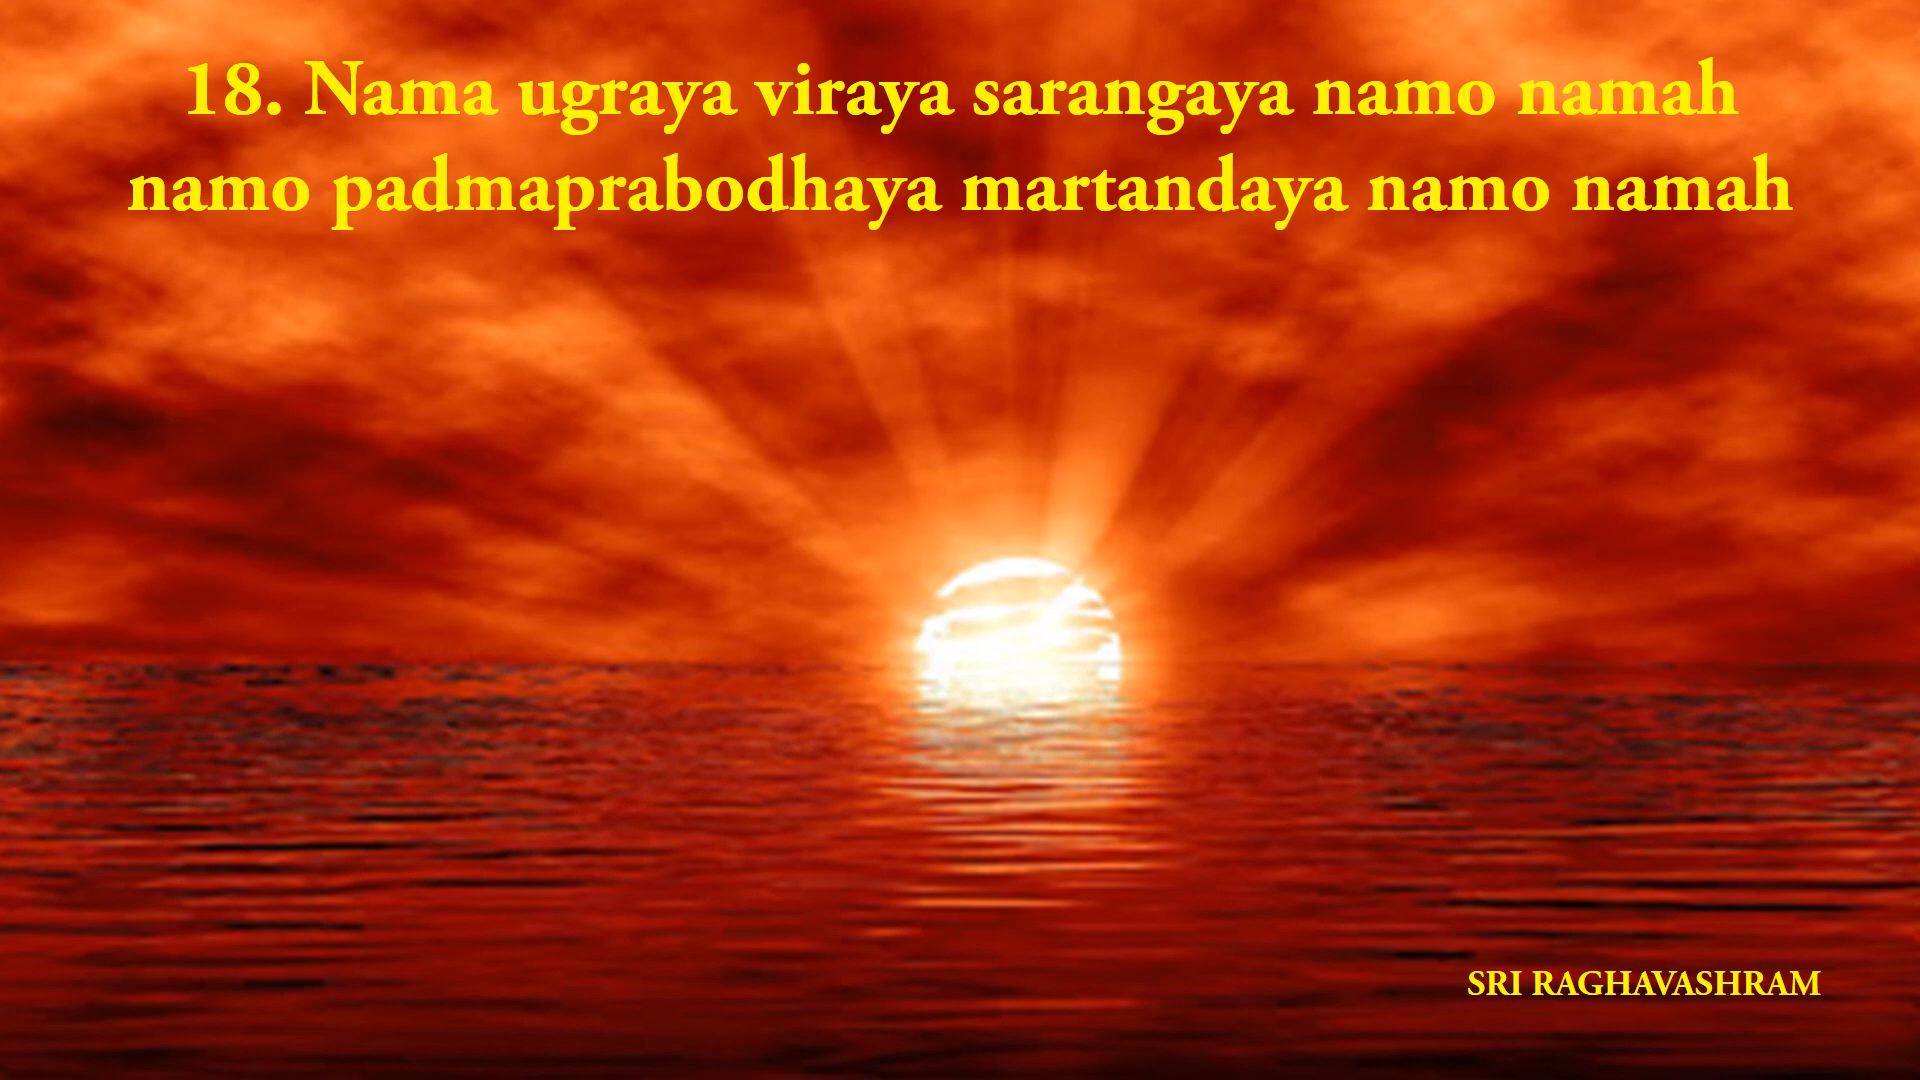 18. Nama ugraya viraya sarangaya namo namah
namo padmaprabodhaya martandaya namo namah
SRI RAGHAVASHRAM